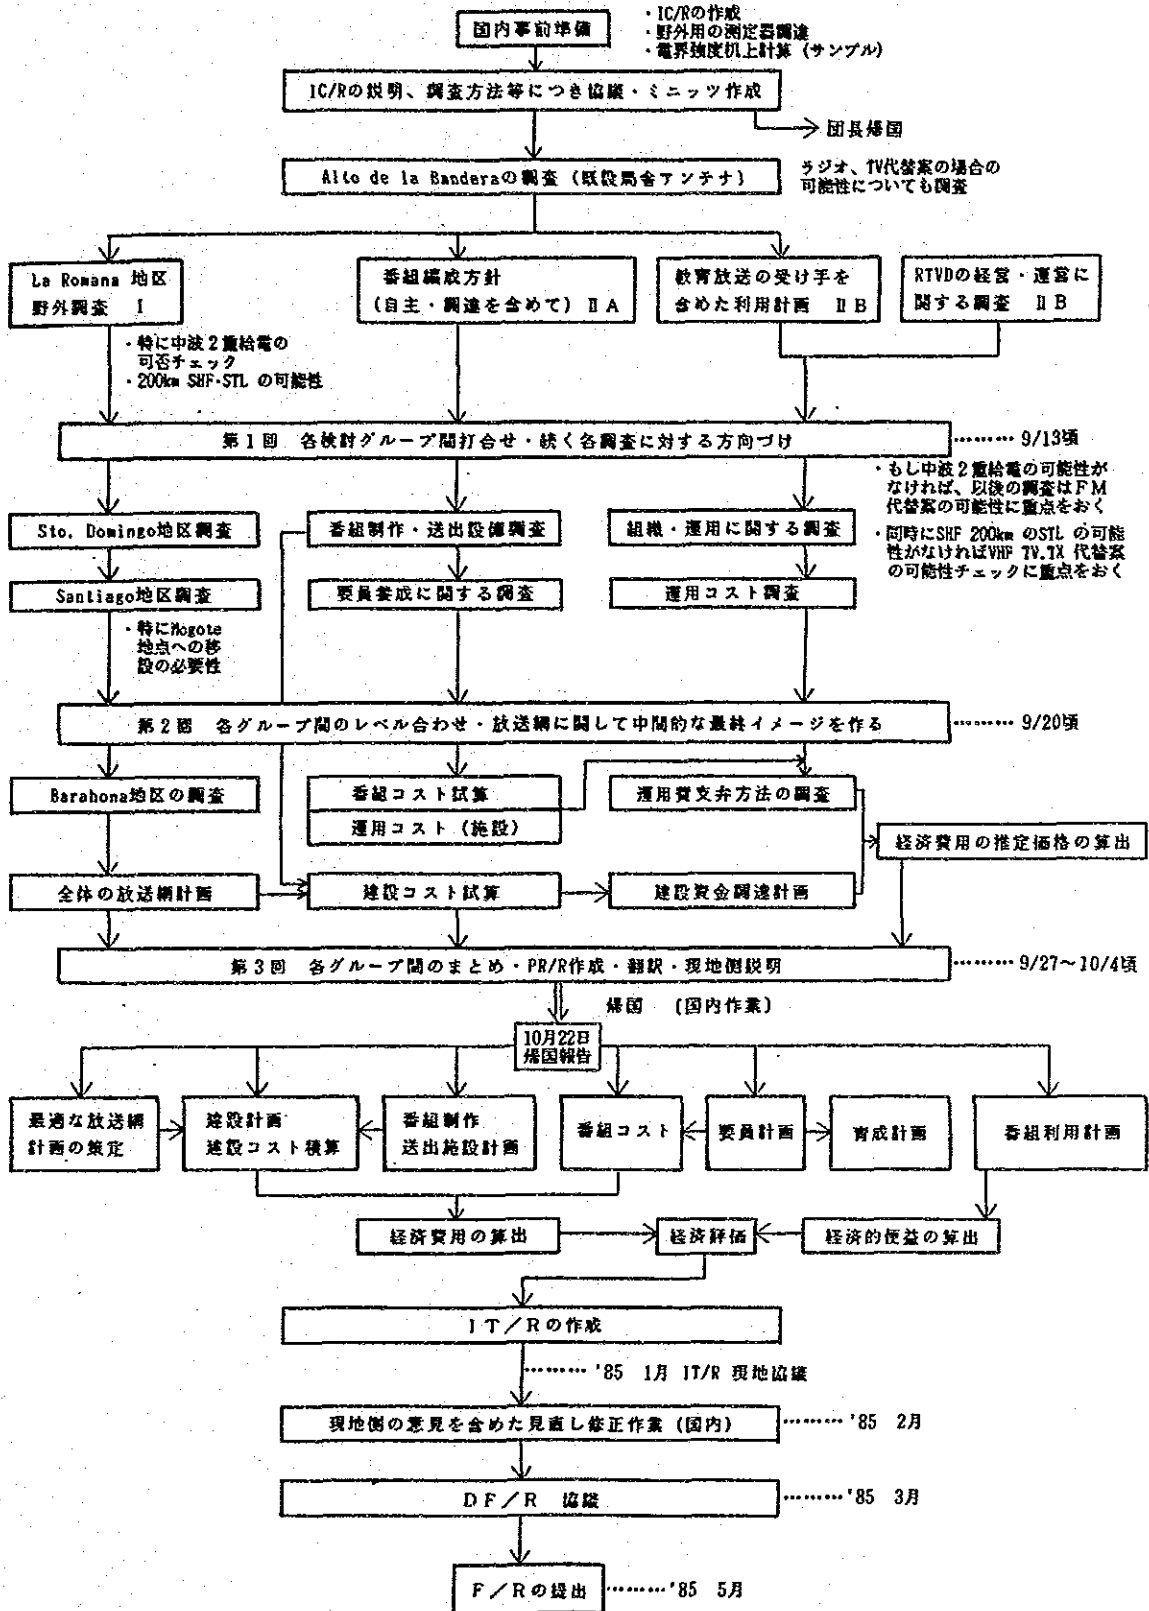 国内事前準備
・IC/Rの作成
・野外用の測定器調達
・電界強度机上計算（サンプル）
IC/Rの説明、調査方法等につき協議・ミニッツ作成
団長帰国
Alto de la Banderaの調査（既設局舎アンテナ）
ラジオ、TV代替案の場合の
可能性についても調査
La Romana 地区
野外調査　I
番組編成方針
（自主・調達を含めて）ⅡA
教育放送の受け手を
含めた利用計画　ⅡB
RTVDの経営・運営に
関する調査　ⅡB
・特に中波2重給電の
可否チェック
・200km SHF・STL の可能性
第1回　各検討グループ間打合せ・続く各調査に対する方向づけ
……… 9/13頃
・もし中波2重給電の可能性が
なければ、以後の調査はFM
代替案の可能性に重点をおく
・同時にSHF 200km のSTL の可能
性がなければVHF TV.TX 代替案
の可能性チェックに重点をおく
Sto. Domingo地区調査
番組制作・送出設備調査
組織・運用に関する調査
Santiago地区調査
要員養成に関する調査
運用コスト調査
・特にMogote
地点への移
設の必要性
第2回　各グループ間のレベル合わせ・放送網に関して中間的な最終イメージを作る
……… 9/20頃
Barahona地区の調査
番組コスト試算
運用コスト（施設）
運用費支弁方法の調査
経済費用の推定価格の算出
全体の放送網計画
建設コスト試算
建設資金調達計画
第3回　各グループ間のまとめ・PR/R作成・翻訳・現地側説明
……… 9/27～10/4頃
帰国　（国内作業）
10月22日
帰国報告
最適な放送網
計画の策定
建設計画
建設コスト積算
番組制作
送出施設計画
番組コスト
要員計画
育成計画
番組利用計画
経済費用の算出
経済評価
経済的便益の算出
IT／Rの作成
……… '85　1月 IT/R 現地協議
現地側の意見を含めた見直し修正作業（国内）
……… '85　2月
DF／R　協議
……… '85　3月
F／Rの提出
……… '85　5月